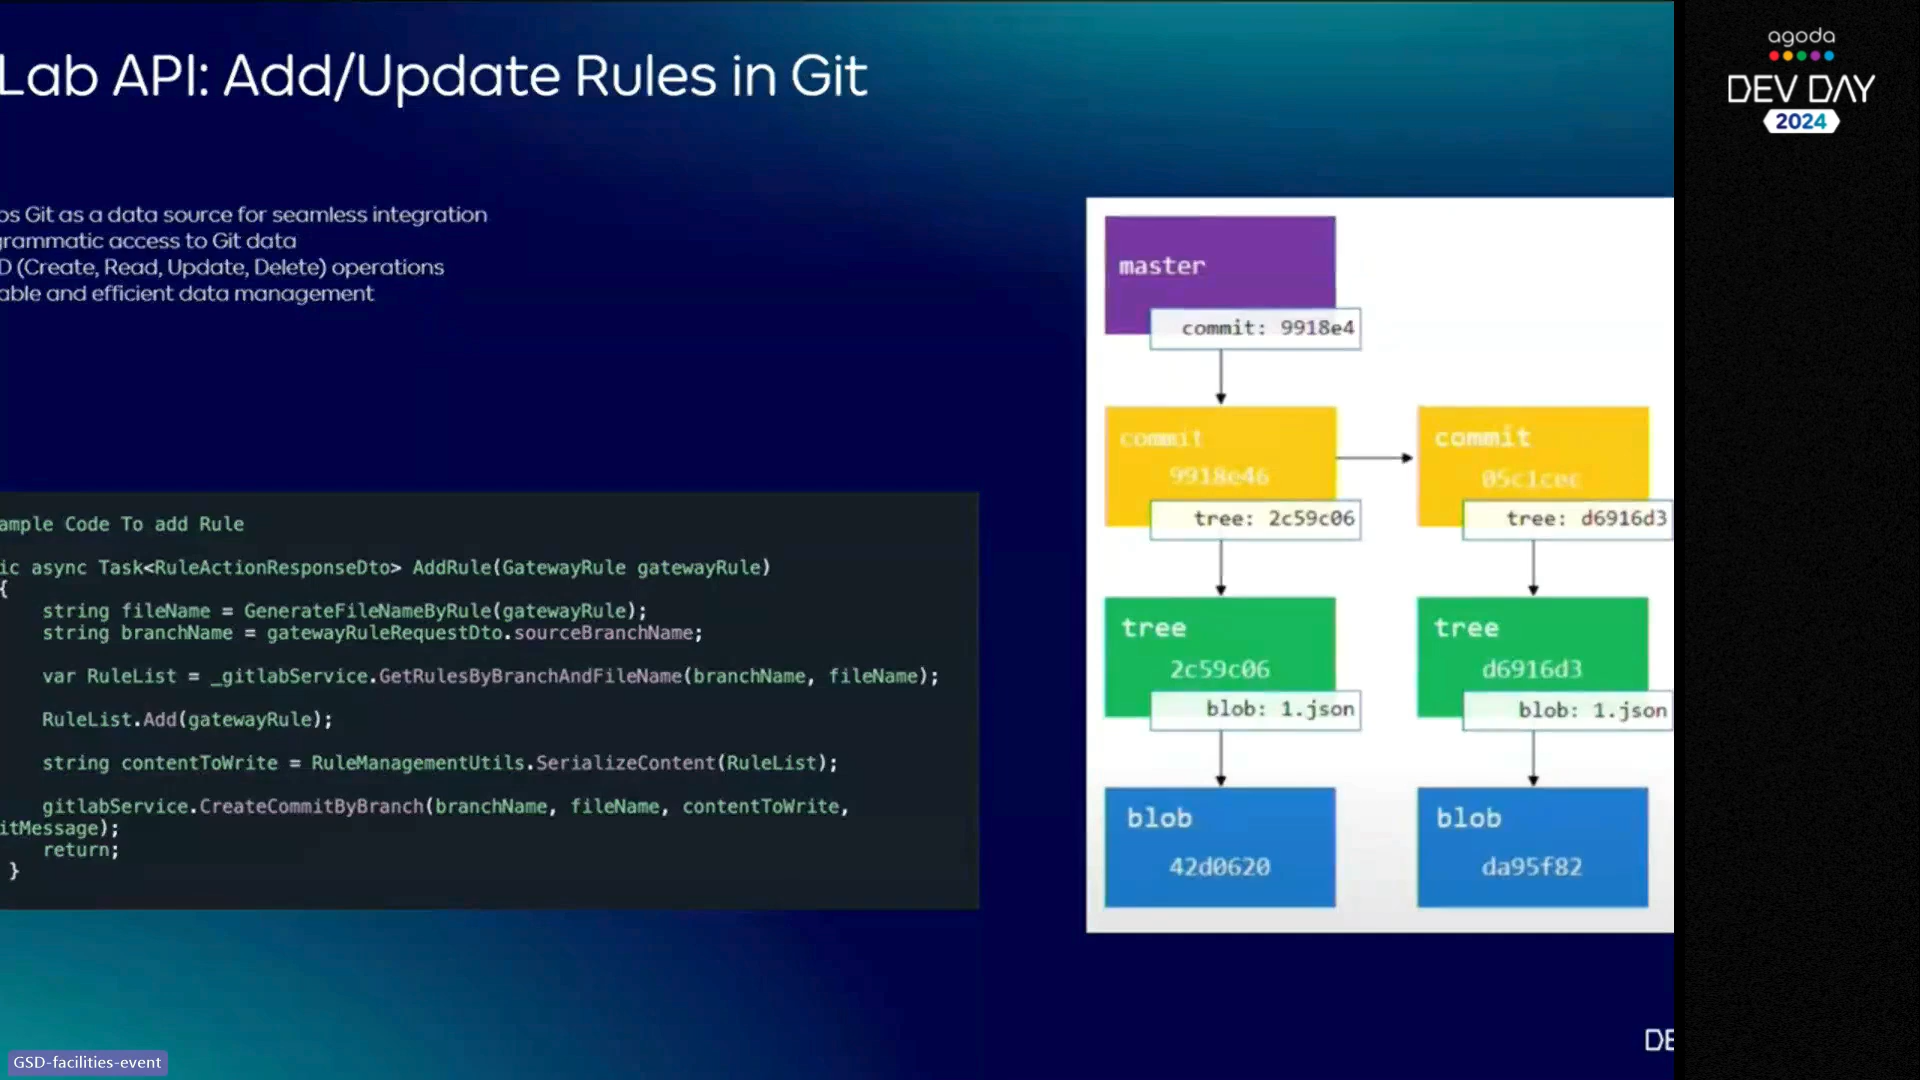 Lab API: Add/Update Rules in Git
agoda
DEV DAY
2024
os Git as a data source for seamless integration
grammatic access to Git data
D (Create, Read, Update, Delete) operations
able and efficient data management
ample Code To add Rule
ic async Task<RuleActionResponseDto> AddRule(GatewayRule gatewayRule)
{
string fileName = GenerateFileNameByRule(gatewayRule);
string branchName = gatewayRuleRequestDto.sourceBranchName;
var RuleList = _gitlabService.GetRulesByBranchAndFileName(branchName, fileName);
RuleList.Add(gatewayRule);
string contentToWrite = RuleManagementUtils.SerializeContent(RuleList);
gitlabService.CreateCommitByBranch(branchName, fileName, contentToWrite,
itMessage);
return;
}
master
commit: 9918e4
commit
9918e46
tree: 2c59c06
commit
05c1cec
tree: d6916d3
tree
2c59c06
blob: 1.json
tree
d6916d3
blob: 1.json
blob
42d0620
blob
da95f82
DE
GSD-facilities-event